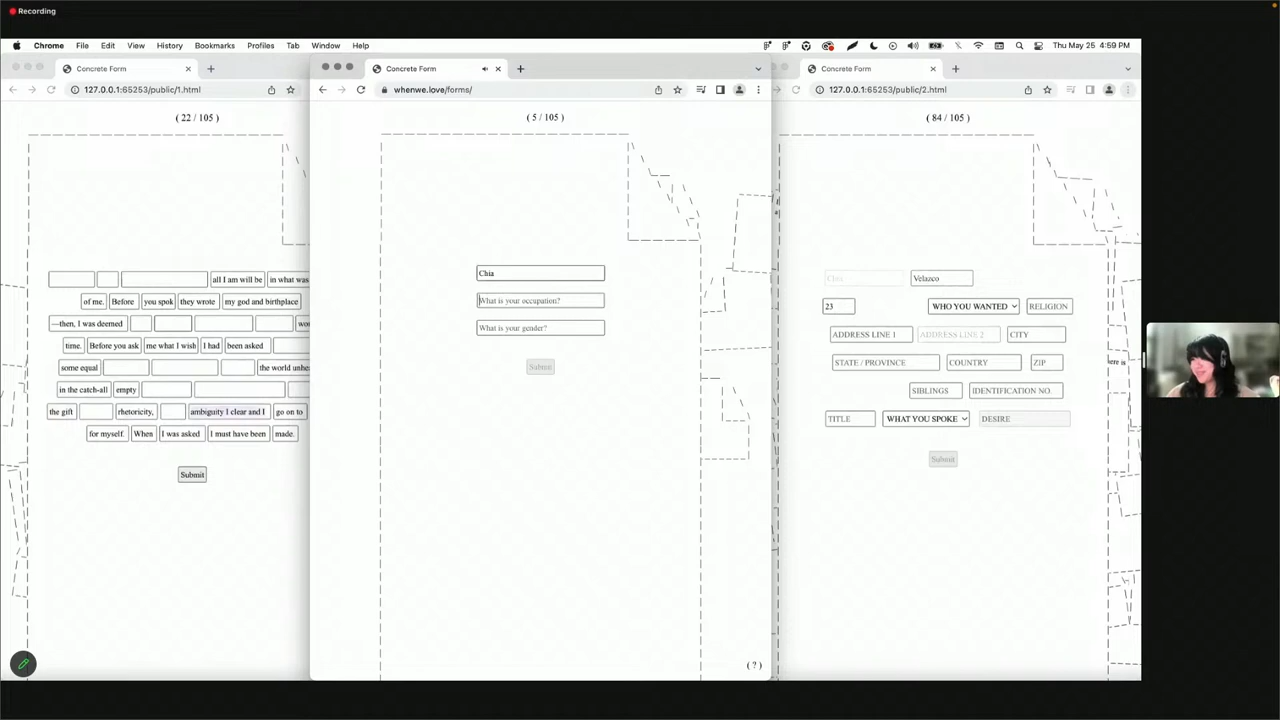 Recording
Chrome File Edit View History Bookmarks Profiles Tab Window Help Thu May 25 4:59 PM
Concrete Form
127.0.0.1:65253/public/1.html
( 22 / 105 )
all I am will be in what was
of me. Before you spok they wrote my god and birthplace
—then, I was deemed
time. Before you ask me what I wish I had been asked
some equal the world unhe
in the catch-all empty
the gift rhetoricity, ambiguity I clear and I go on to
for myself. When I was asked I must have been made.
Submit
Concrete Form
whenwe.love/forms/
( 5 / 105 )
Chia
What is your occupation?
What is your gender?
Submit
( ? )
Concrete Form
127.0.0.1:65253/public/2.html
( 84 / 105 )
Chia Velazco
23 WHO YOU WANTED RELIGION
ADDRESS LINE 1 ADDRESS LINE 2 CITY
STATE / PROVINCE COUNTRY ZIP
SIBLINGS IDENTIFICATION NO.
TITLE WHAT YOU SPOKE DESIRE
Submit